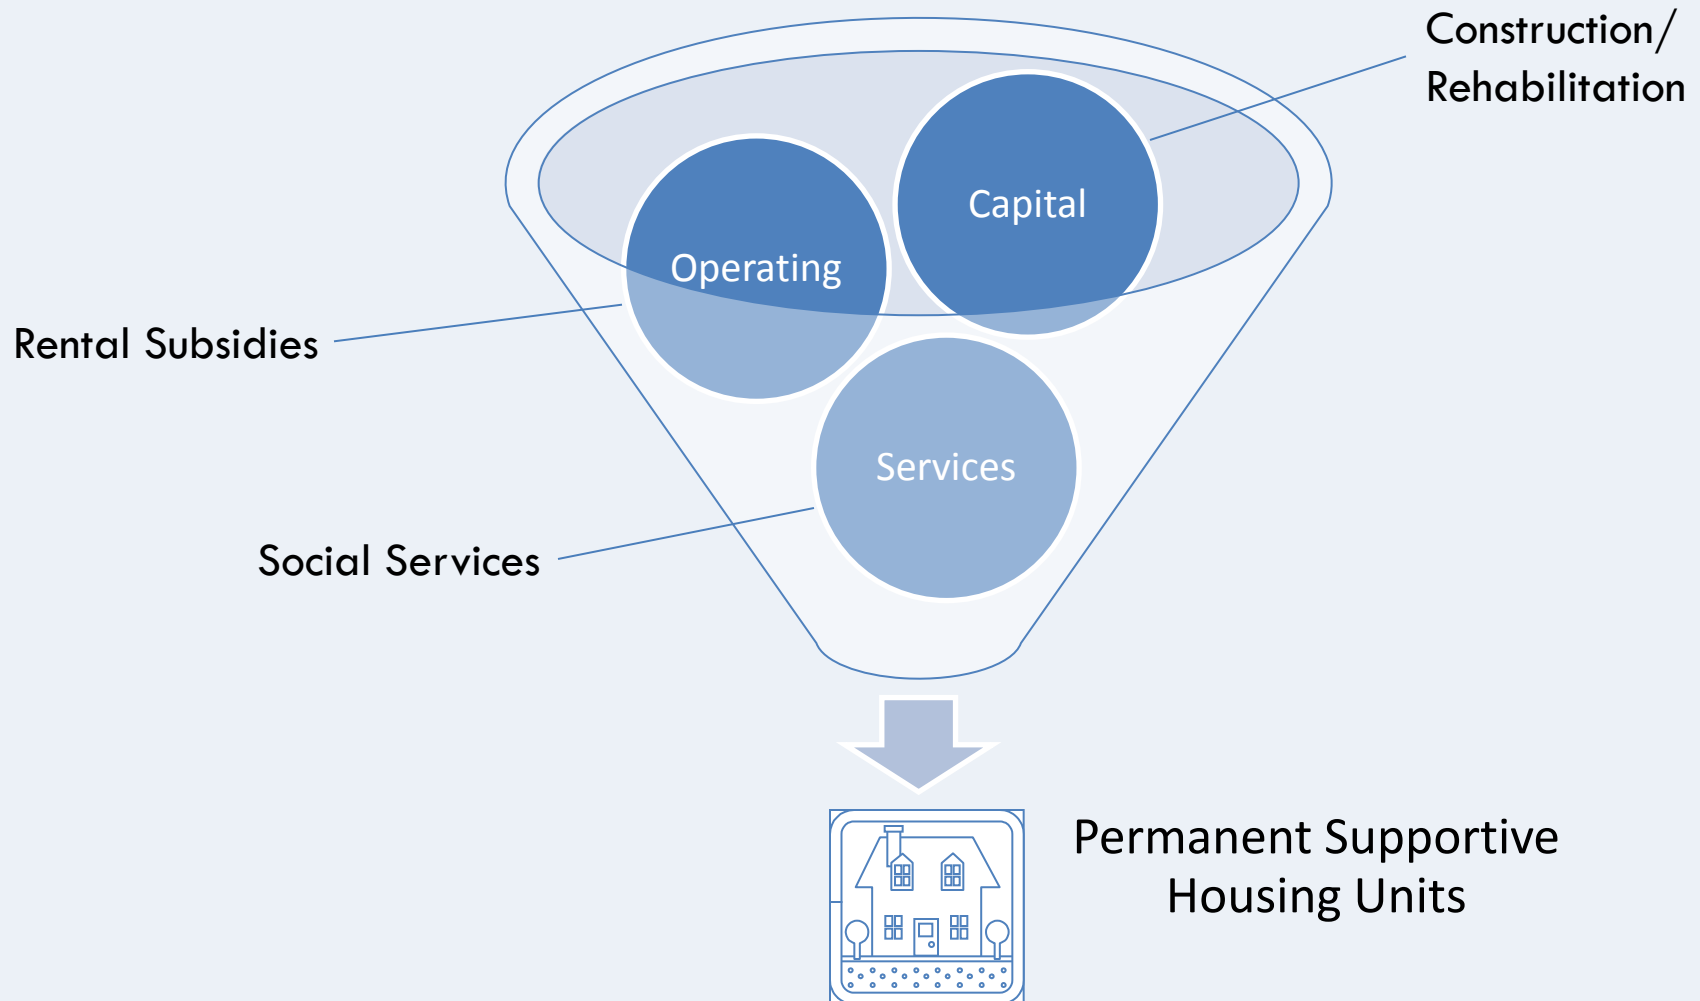 Construction/
Rehabilitation
Capital
Operating
Rental Subsidies
Services
Social Services
Permanent Supportive
Housing Units